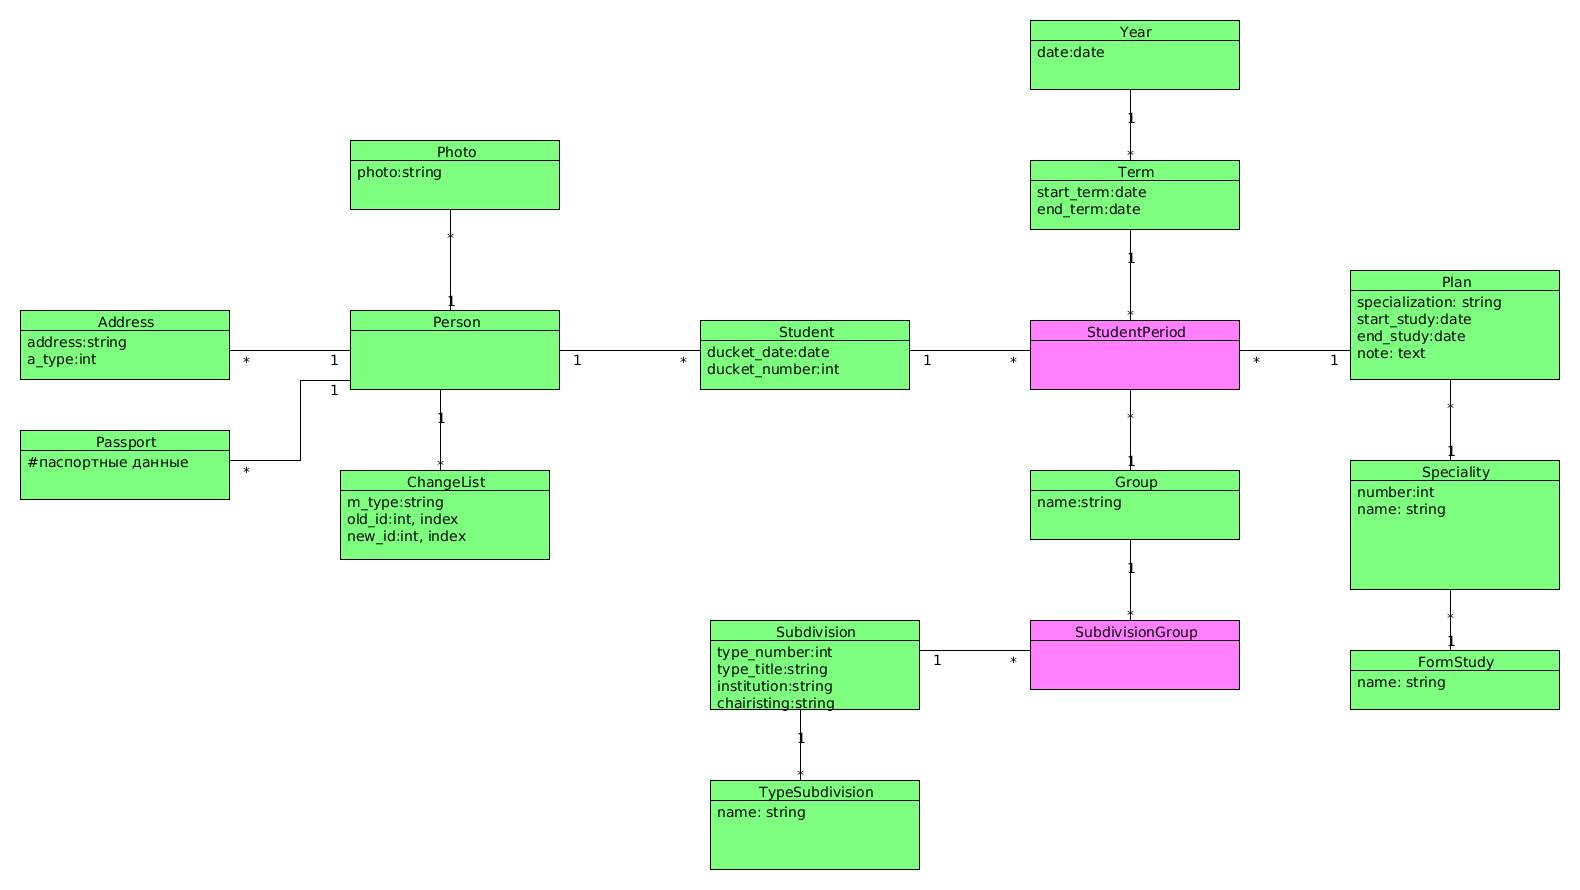 Year
date:date
1
*
Photo
photo:string
*
1
Term
start_term:date
end_term:date
1
*
Plan
specialization: string
start_study:date
end_study:date
note: text
Address
address:string
a_type:int
*
1
Person
1
*
Student
ducket_date:date
ducket_number:int
1
*
StudentPeriod
*
1
1
Passport
#паспортные данные
*
1
*
ChangeList
m_type:string
old_id:int, index
new_id:int, index
*
1
Group
name:string
*
1
Speciality
number:int
name: string
1
*
Subdivision
type_number:int
type_title:string
institution:string
chairisting:string
1
*
SubdivisionGroup
*
1
FormStudy
name: string
1
*
TypeSubdivision
name: string